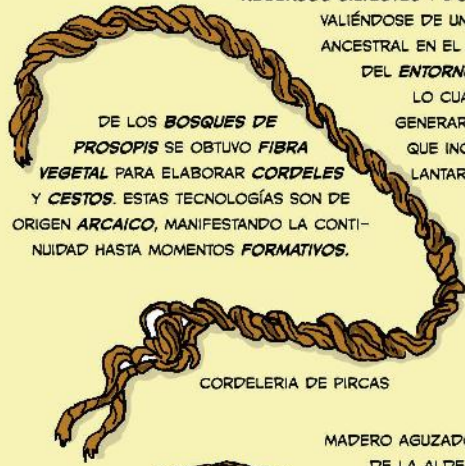 VALIÉNDOSE DE UN
ANCESTRAL EN EL
DEL ENTORNO
LO CUA
GENERAR
QUE INC
LANTAR
DE LOS BOSQUES DE
PROSOPIS SE OBTUVO FIBRA
VEGETAL PARA ELABORAR CORDELES
Y CESTOS. ESTAS TECNOLOGÍAS SON DE
ORIGEN ARCAICO, MANIFESTANDO LA CONTI-
NUIDAD HASTA MOMENTOS FORMATIVOS.
CORDELERIA DE PIRCAS
MADERO AGUZADO
DE LA ALDE